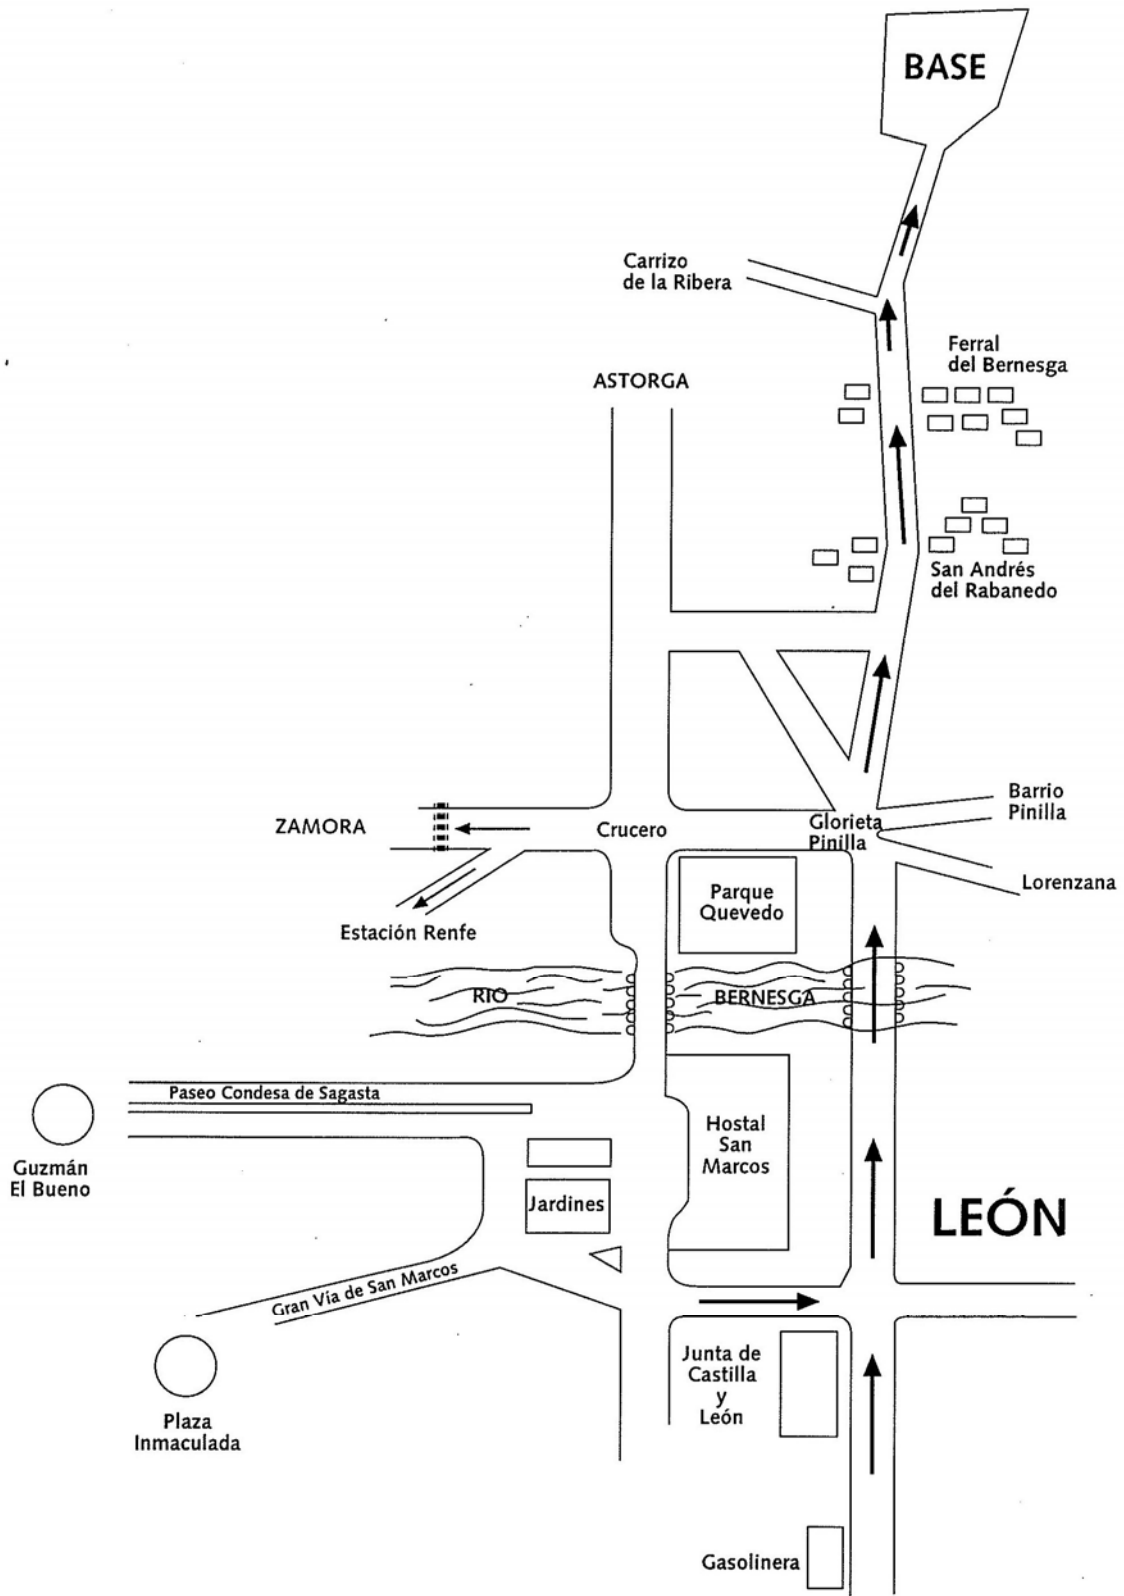 BASE
Carrizo
de la Ribera
Ferral
del Bernesga
ASTORGA
San Andrés
del Rabanedo
Barrio
Pinilla
ZAMORA
Crucero
Glorieta
Pinilla
Lorenzana
Parque
Quevedo
Estación Renfe
RIO
BERNESGA
Paseo Condesa de Sagasta
Guzmán
El Bueno
Hostal
San
Marcos
Jardines
LEÓN
Gran Vía de San Marcos
Junta de
Castilla
y
León
Plaza
Inmaculada
Gasolinera